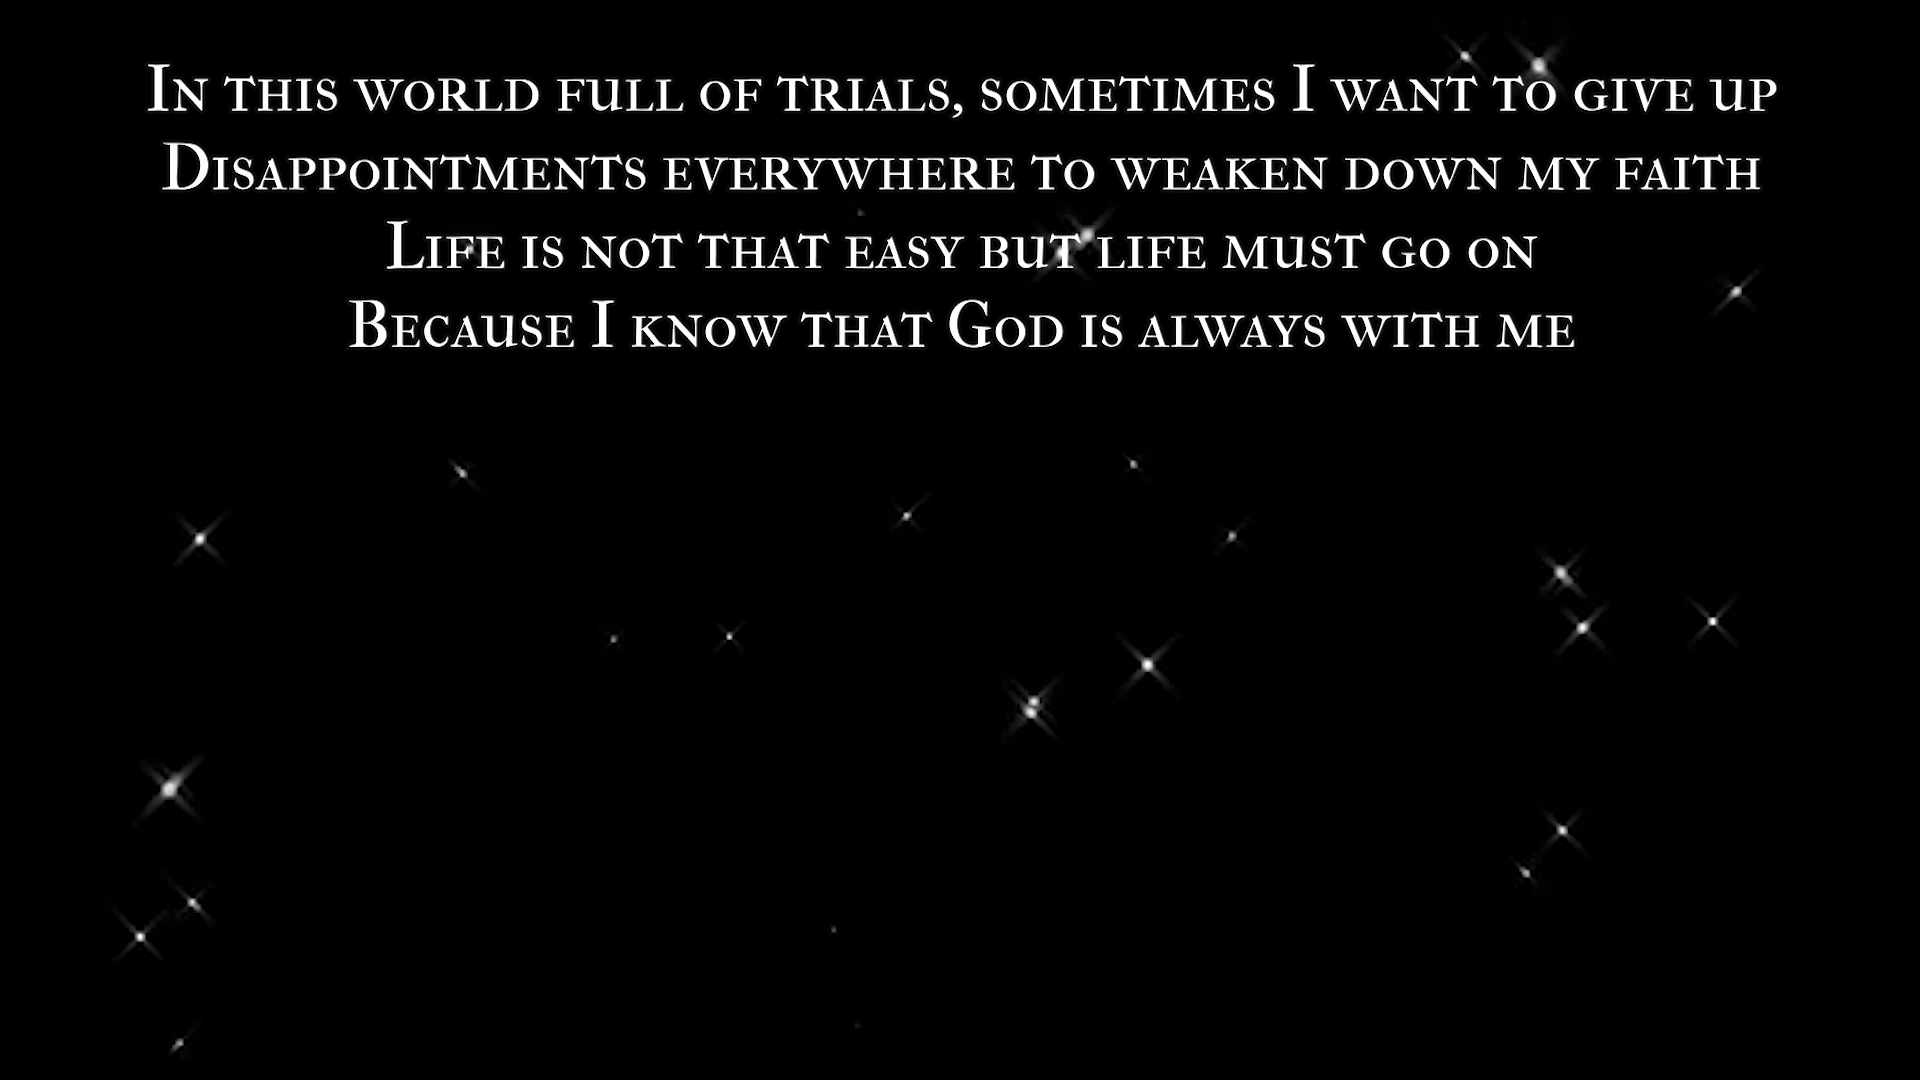 In this world full of trials, sometimes I want to give up
Disappointments everywhere to weaken down my faith
Life is not that easy but life must go on
Because I know that God is always with me